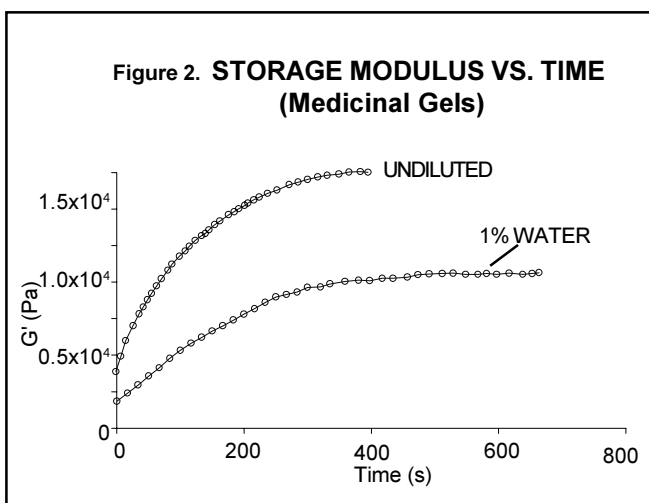 Figure 2. STORAGE MODULUS VS. TIME
(Medicinal Gels)
1.5x10⁴
UNDILUTED
1% WATER
1.0x10⁴
G' (Pa)
0.5x10⁴
0
0 200 400 600 800
Time (s)